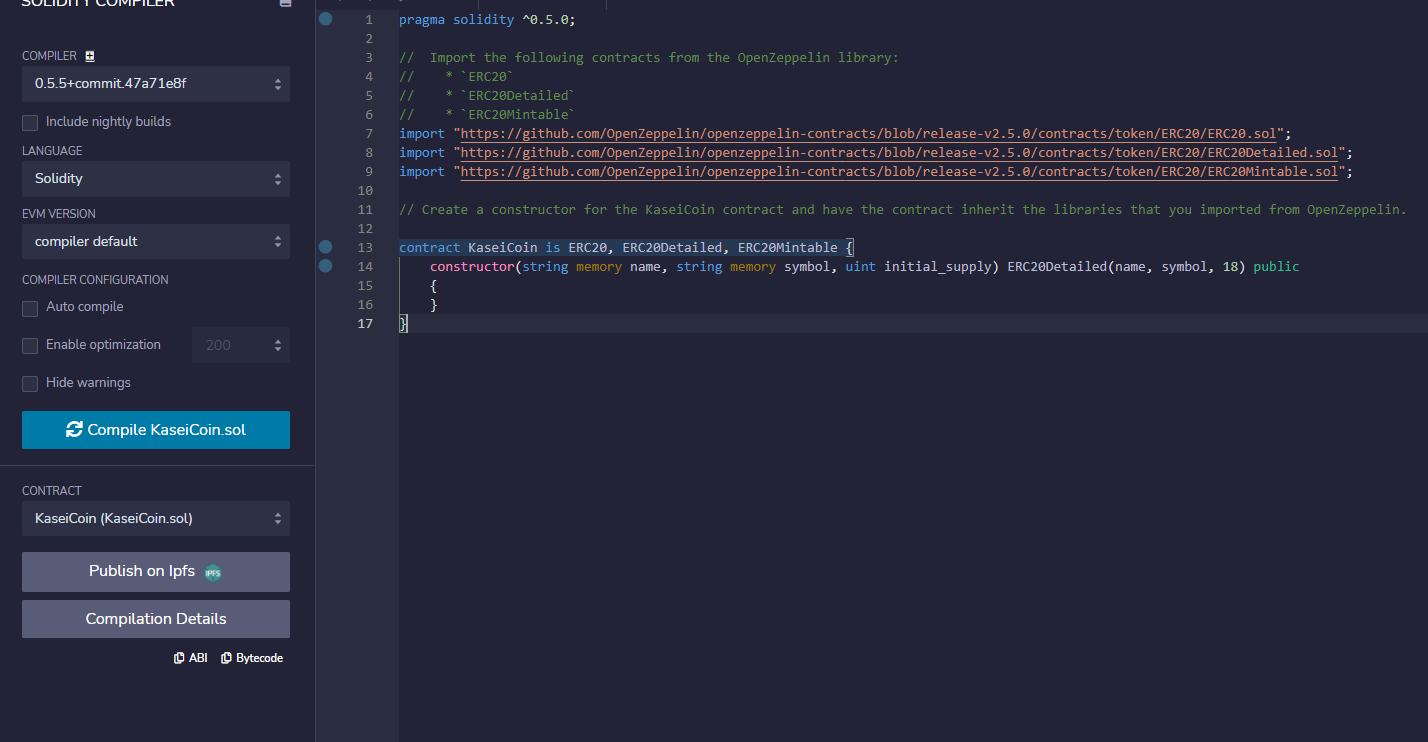 SOLIDITY COMPILER
COMPILER
0.5.5+commit.47a71e8f
Include nightly builds
LANGUAGE
Solidity
EVM VERSION
compiler default
COMPILER CONFIGURATION
Auto compile
Enable optimization 200
Hide warnings
Compile KaseiCoin.sol
CONTRACT
KaseiCoin (KaseiCoin.sol)
Publish on Ipfs IPFS
Compilation Details
ABI Bytecode
1 pragma solidity ^0.5.0;
2
3 //  Import the following contracts from the OpenZeppelin library:
4 //    * `ERC20`
5 //    * `ERC20Detailed`
6 //    * `ERC20Mintable`
7 import "https://github.com/OpenZeppelin/openzeppelin-contracts/blob/release-v2.5.0/contracts/token/ERC20/ERC20.sol";
8 import "https://github.com/OpenZeppelin/openzeppelin-contracts/blob/release-v2.5.0/contracts/token/ERC20/ERC20Detailed.sol";
9 import "https://github.com/OpenZeppelin/openzeppelin-contracts/blob/release-v2.5.0/contracts/token/ERC20/ERC20Mintable.sol";
10
11 // Create a constructor for the KaseiCoin contract and have the contract inherit the libraries that you imported from OpenZeppelin.
12
13 contract KaseiCoin is ERC20, ERC20Detailed, ERC20Mintable {
14     constructor(string memory name, string memory symbol, uint initial_supply) ERC20Detailed(name, symbol, 18) public
15     {
16     }
17 }